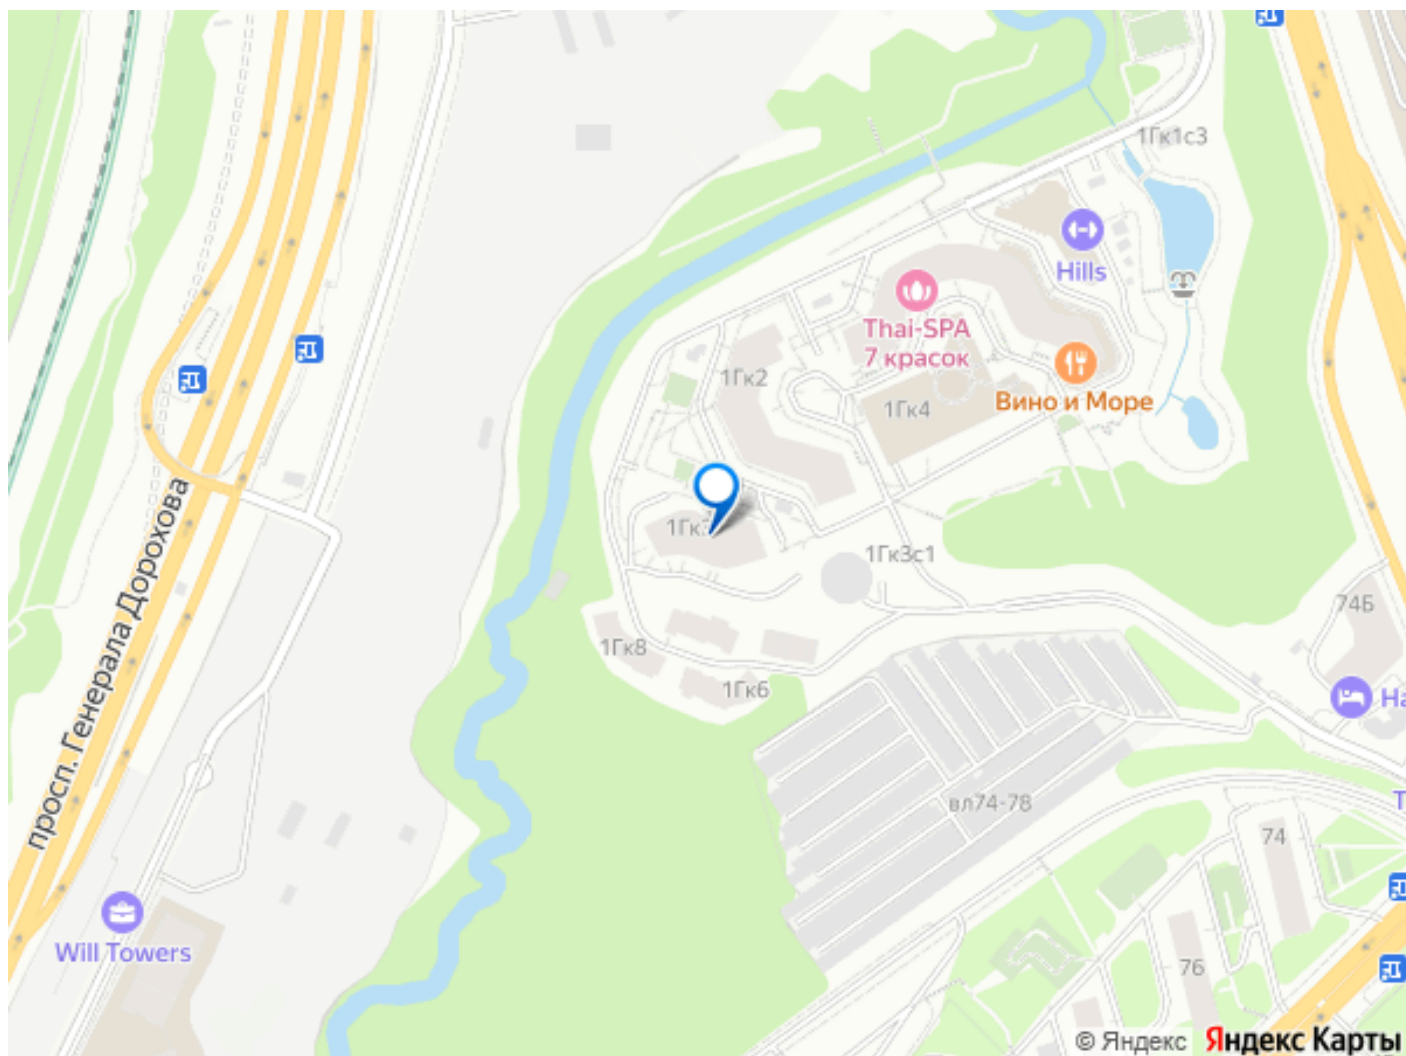 1Гк1с3
Hills
Thai-SPA
7 красок
1Гк2
1Гк4
Вино и Море
1Гк3с1
просп. Генерала Дорохова
74Б
1Гк8
1Гк6
вл74-78
74
76
Will Towers
© Яндекс Яндекс Карты